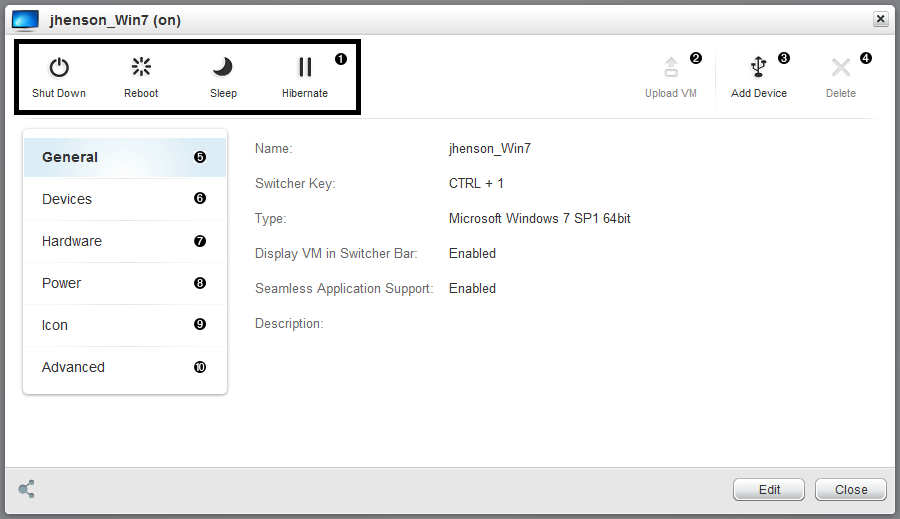 jhenson_Win7 (on)
❶ ❷ ❸ ❹
Shut Down Reboot Sleep Hibernate Upload VM Add Device Delete
General ❺
Devices ❻
Hardware ❼
Power ❽
Icon ❾
Advanced ❿
Name: jhenson_Win7
Switcher Key: CTRL + 1
Type: Microsoft Windows 7 SP1 64bit
Display VM in Switcher Bar: Enabled
Seamless Application Support: Enabled
Description:
Edit Close